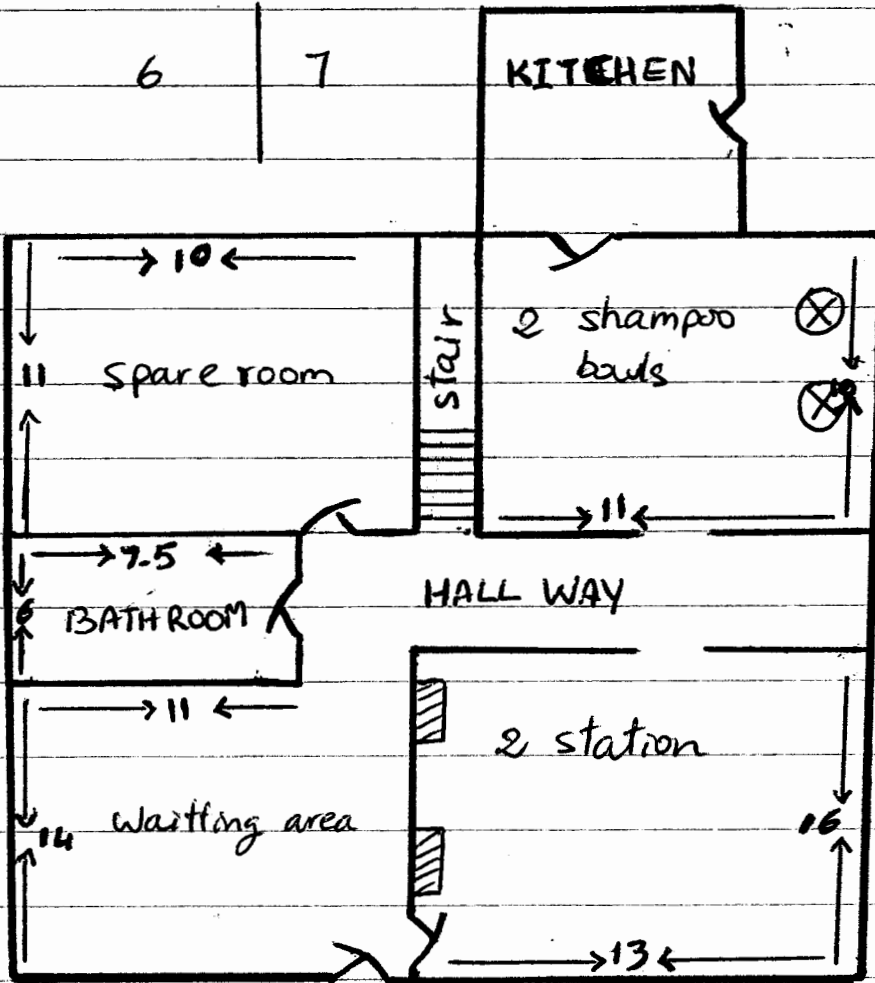 6 7
KITCHEN
10
11 spare room
stair
2 shampoo
bowls
11
7.5
6 BATHROOM
HALL WAY
11
2 station
14 waitting area
16
13